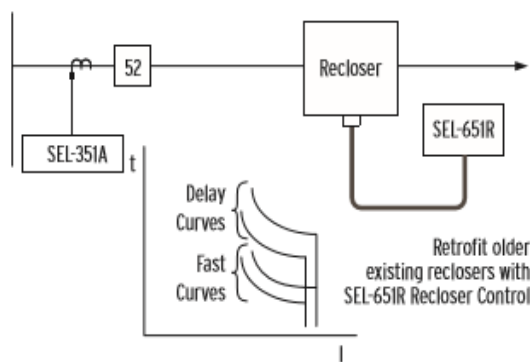 52
Recloser
SEL-351A
SEL-651R
t
Delay
Curves
Fast
Curves
Retrofit older
existing reclosers with
SEL-651R Recloser Control
I